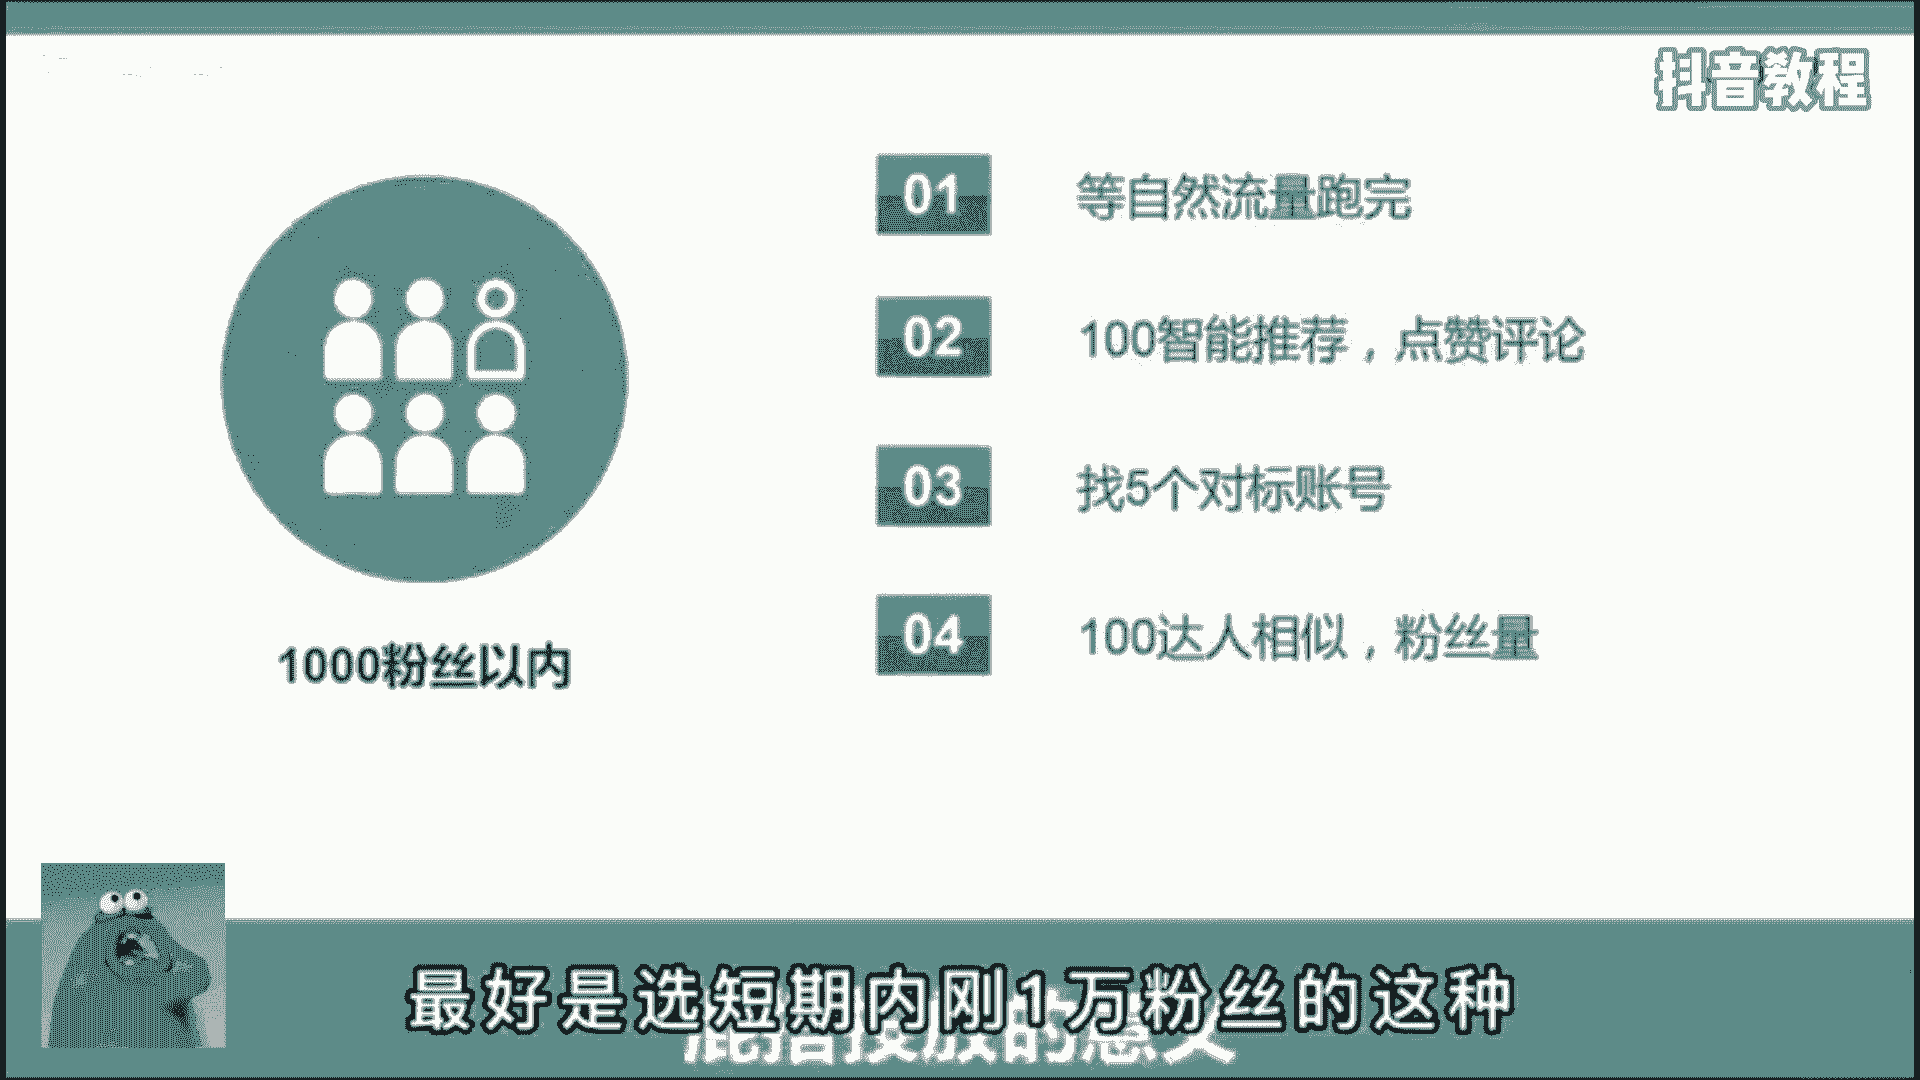 抖音教程
01
等自然流量跑完
02
100智能推荐，点赞评论
03
找5个对标账号
04
100达人相似，粉丝量
1000粉丝以内
最好是选短期内刚1万粉丝的这种